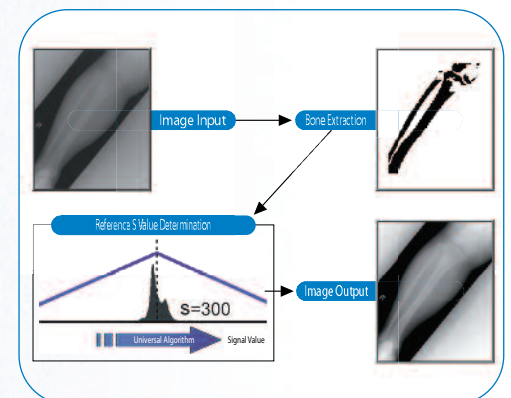 Image Input
Bone Extraction
Reference S Value Determination
s=300
Universal Algorithm
Signal Value
Image Output